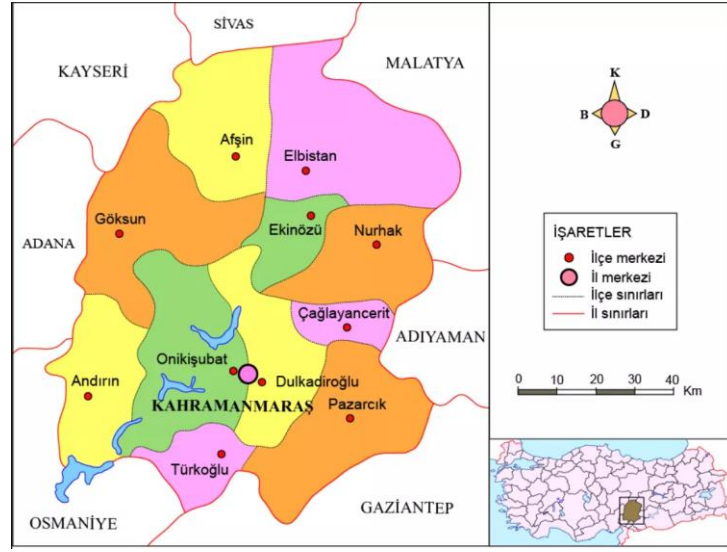 SİVAS
KAYSERİ
MALATYA
Afşin
Elbistan
Göksun
Ekinözü
Nurhak
ADANA
Çağlayancerit
ADIYAMAN
Onikişubat
Andırın
Dulkadiroğlu
KAHRAMANMARAŞ
Pazarcık
Türkoğlu
GAZİANTEP
OSMANİYE
K
B D
G
İŞARETLER
İlçe merkezi
İl merkezi
İlçe sınırları
İl sınırları
0 10 20 30 40
Km